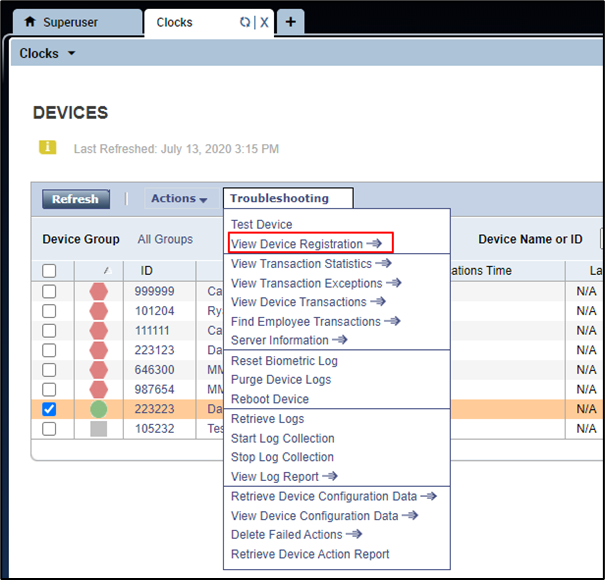 Superuser
Clocks | X
+
Clocks
DEVICES
i Last Refreshed: July 13, 2020 3:15 PM
Refresh | Actions Troubleshooting
Device Group All Groups Device Name or ID
Test Device
View Device Registration
View Transaction Statistics
View Transaction Exceptions
View Device Transactions
Find Employee Transactions
Server Information
Reset Biometric Log
Purge Device Logs
Reboot Device
Retrieve Logs
Start Log Collection
Stop Log Collection
View Log Report
Retrieve Device Configuration Data
View Device Configuration Data
Delete Failed Actions
Retrieve Device Action Report
ID ations Time La
999999 Ca N/A
101204 Ry N/A
111111 Ca N/A
223123 Da N/A
646300 MM N/A
987654 MM N/A
223223 Da N/A
105232 Tes N/A